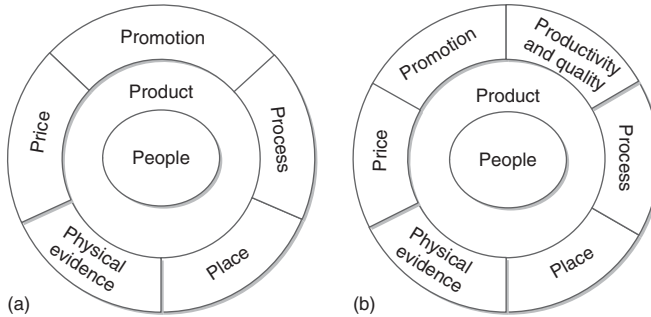 Promotion
Price
Product
Process
People
Physical
evidence
Place
(a)
Promotion
Productivity
and quality
Price
Product
Process
People
Physical
evidence
Place
(b)